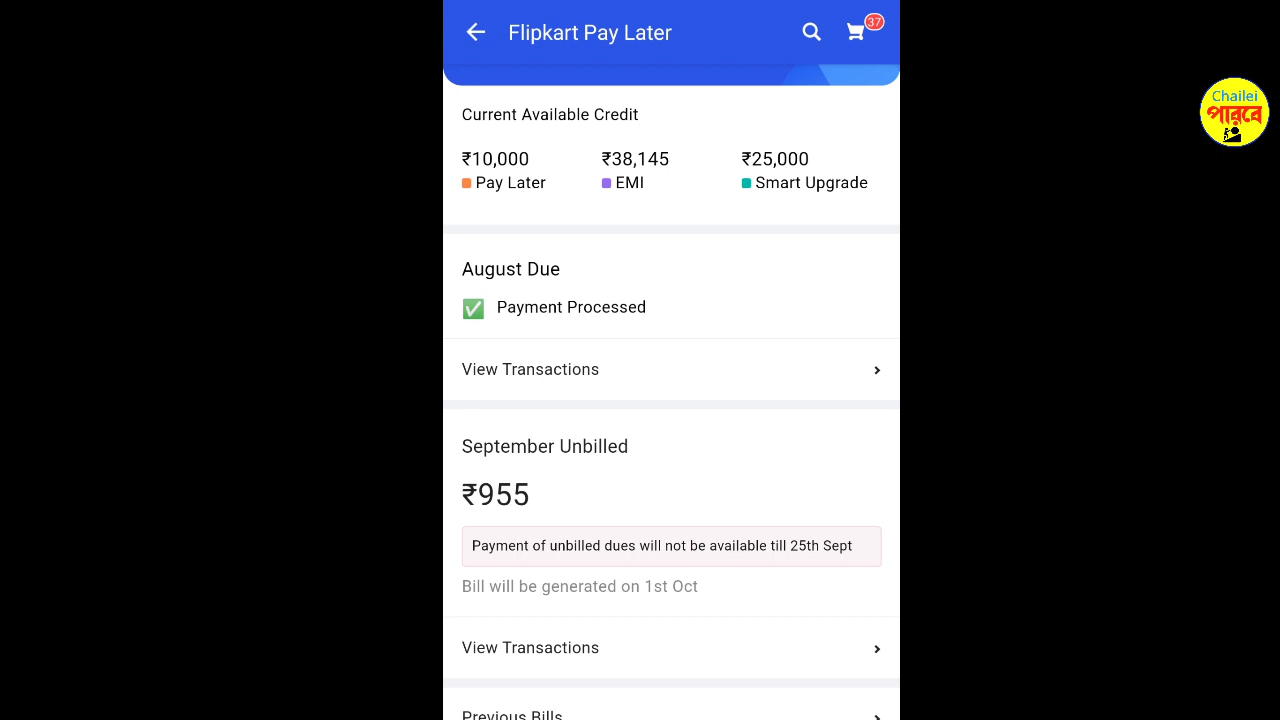 Flipkart Pay Later
37
Chailei
পারবে
Current Available Credit
₹10,000 ₹38,145 ₹25,000
Pay Later EMI Smart Upgrade
August Due
Payment Processed
View Transactions
September Unbilled
₹955
Payment of unbilled dues will not be available till 25th Sept
Bill will be generated on 1st Oct
View Transactions
Previous Bills